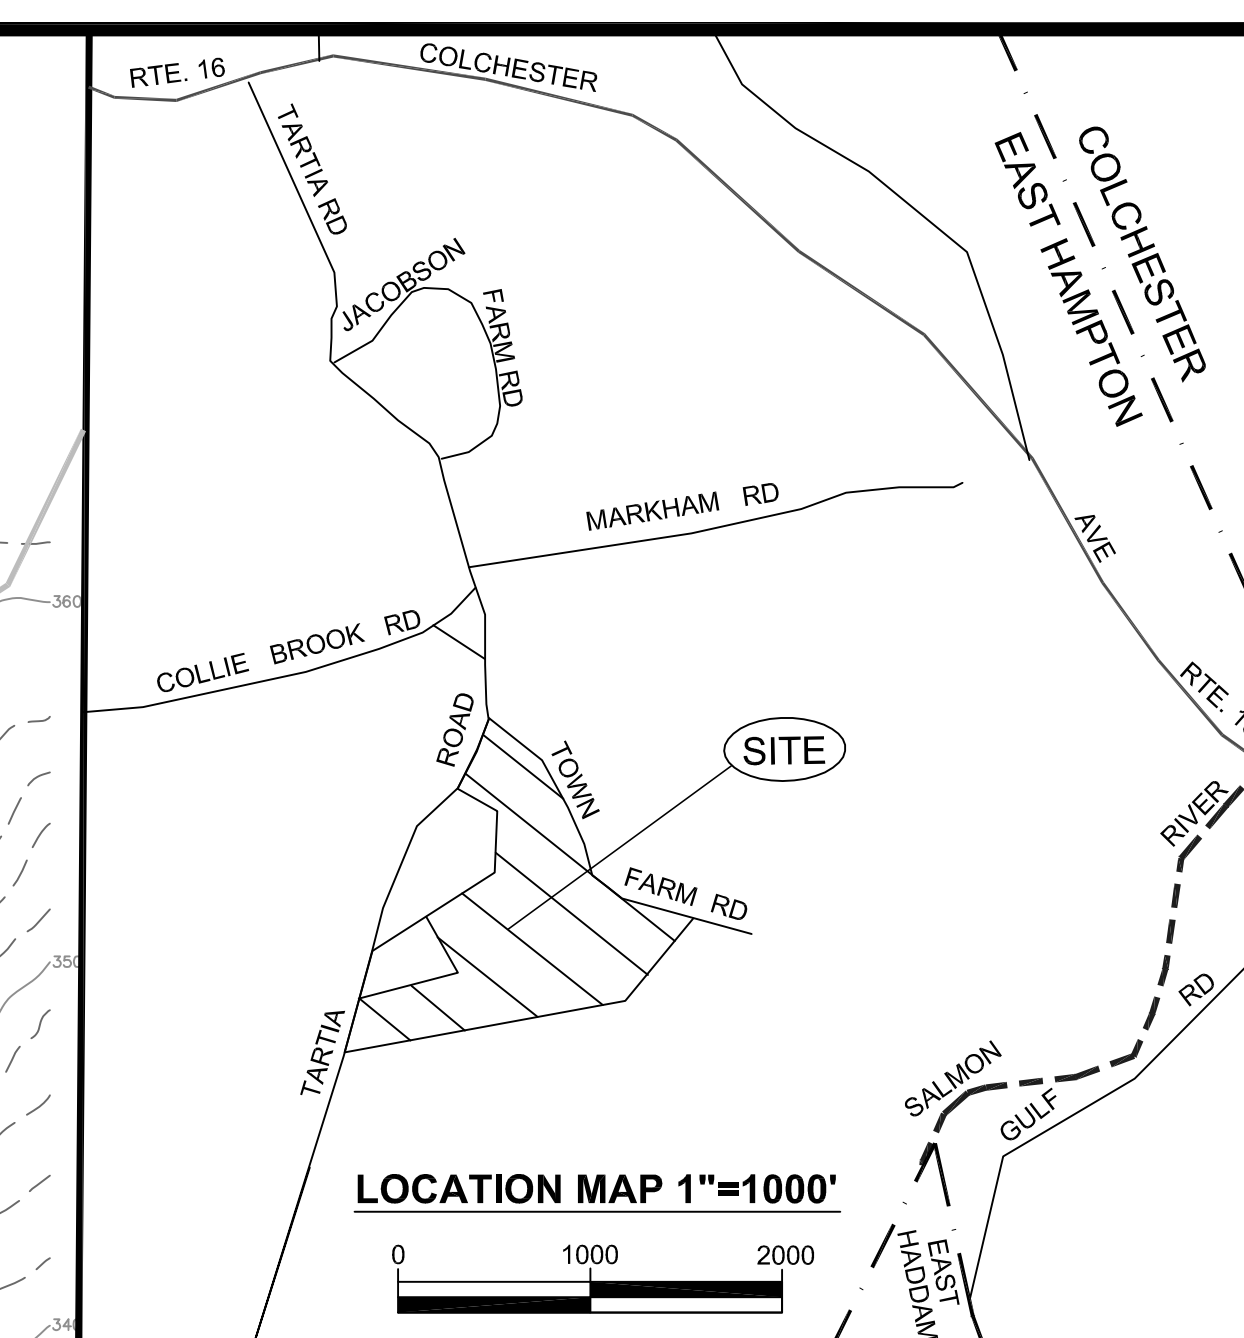 RTE. 16
COLCHESTER
TARTIA RD
JACOBSON
FARM RD
COLCHESTER
EAST HAMPTON
MARKHAM RD
AVE
360
COLLIE BROOK RD
RTE.
ROAD
TOWN
SITE
RIVER
FARM RD
350
RD
TARTIA
SALMON
GULF
LOCATION MAP 1"=1000'
0 1000 2000
EAST
HADDAM
340